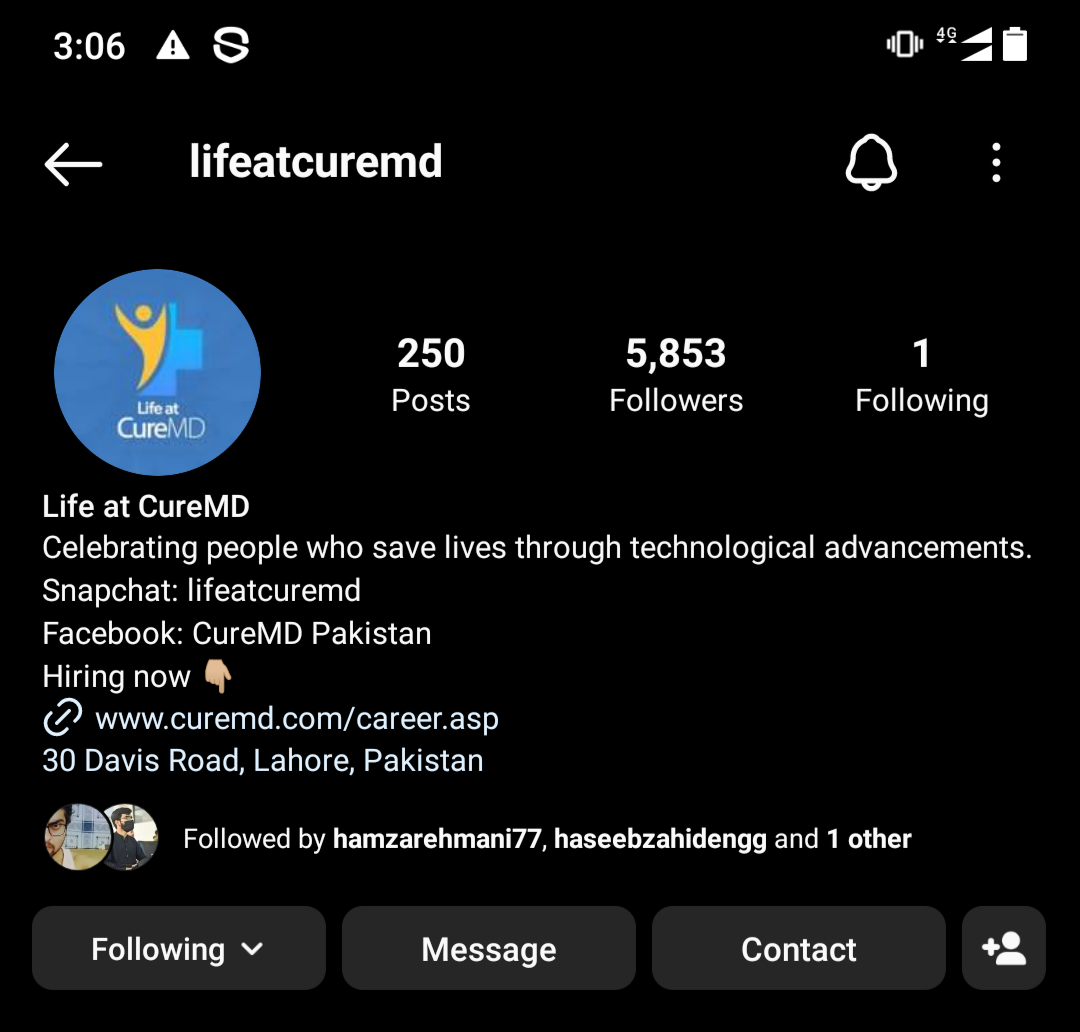 3:06
4G
lifeatcuremd
Life at
CureMD
250
Posts
5,853
Followers
1
Following
Life at CureMD
Celebrating people who save lives through technological advancements.
Snapchat: lifeatcuremd
Facebook: CureMD Pakistan
Hiring now 👇🏼
www.curemd.com/career.asp
30 Davis Road, Lahore, Pakistan
Followed by hamzarehmani77, haseebzahidengg and 1 other
Following
Message
Contact